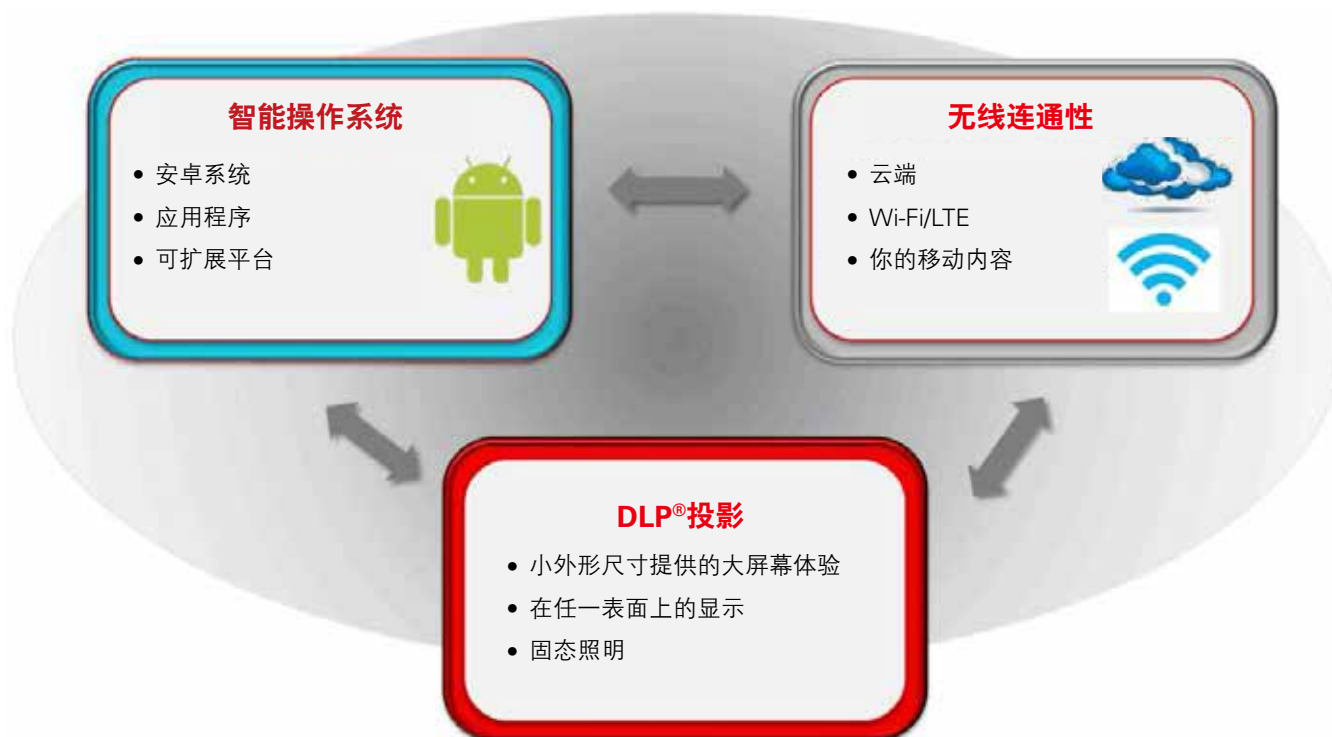 智能操作系统
• 安卓系统
• 应用程序
• 可扩展平台
无线连通性
• 云端
• Wi-Fi/LTE
• 你的移动内容
DLP®投影
• 小外形尺寸提供的大屏幕体验
• 在任一表面上的显示
• 固态照明